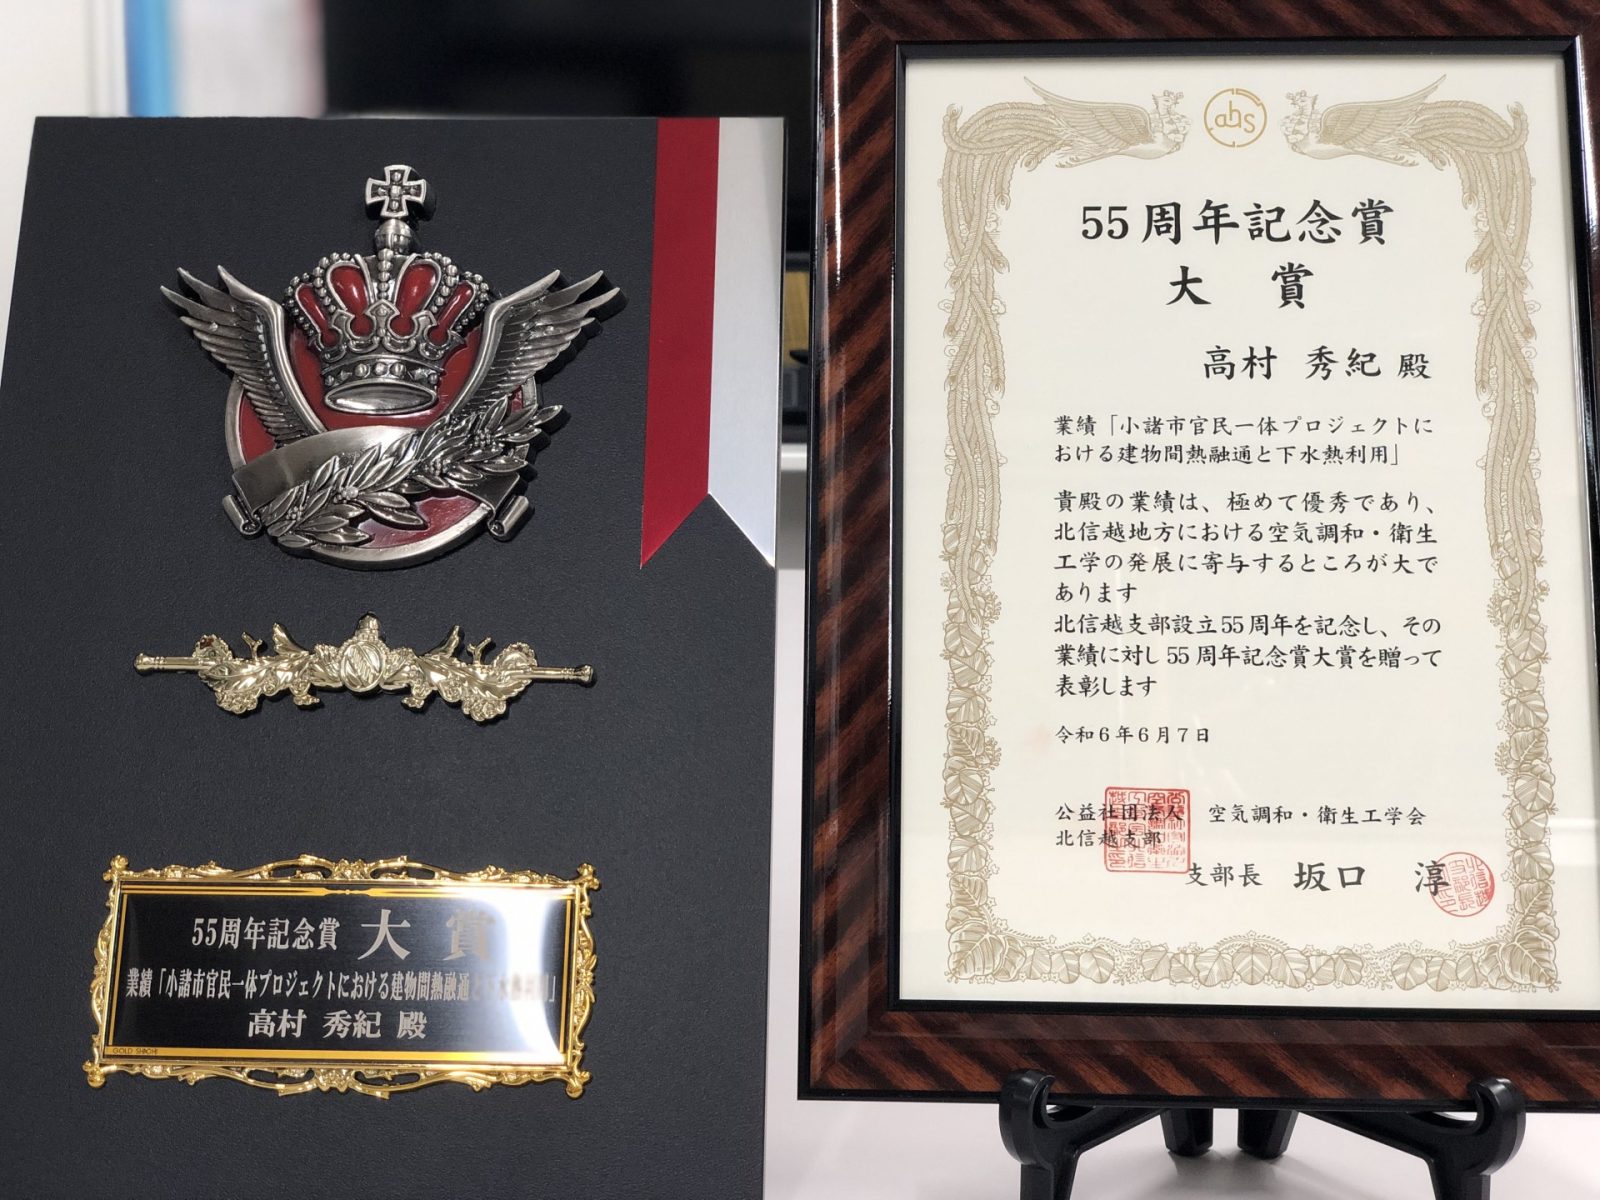 55周年記念賞 大賞
業績「小諸市官民一体プロジェクトにおける建物間熱融通と下水熱利用」
高村 秀紀 殿
GOLD SHACHI
ahs
55周年記念賞
大 賞
高村 秀紀 殿
業績「小諸市官民一体プロジェクトに
おける建物間熱融通と下水熱利用」
貴殿の業績は、極めて優秀であり、
北信越地方における空気調和・衛生
工学の発展に寄与するところが大で
あります
北信越支部設立55周年を記念し、その
業績に対し55周年記念賞大賞を贈って
表彰します
令和6年6月7日
公益社団法人 空気調和・衛生工学会
北信越支部
支部長 坂口 淳